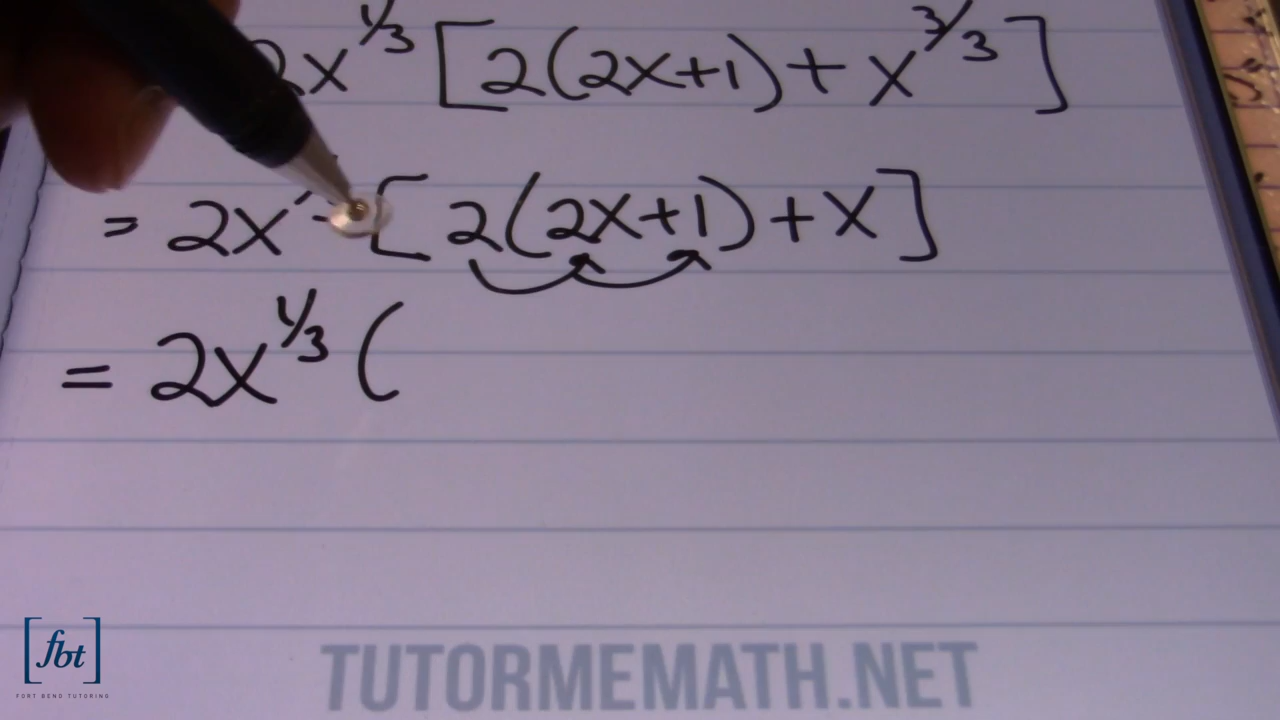 2x^{1/3} [2(2x+1) + x^{3/3}]
= 2x [2(2x+1) + x]
= 2x^{1/3} (
[fbt]
FORT BEND TUTORING
TUTORMEMATH.NET